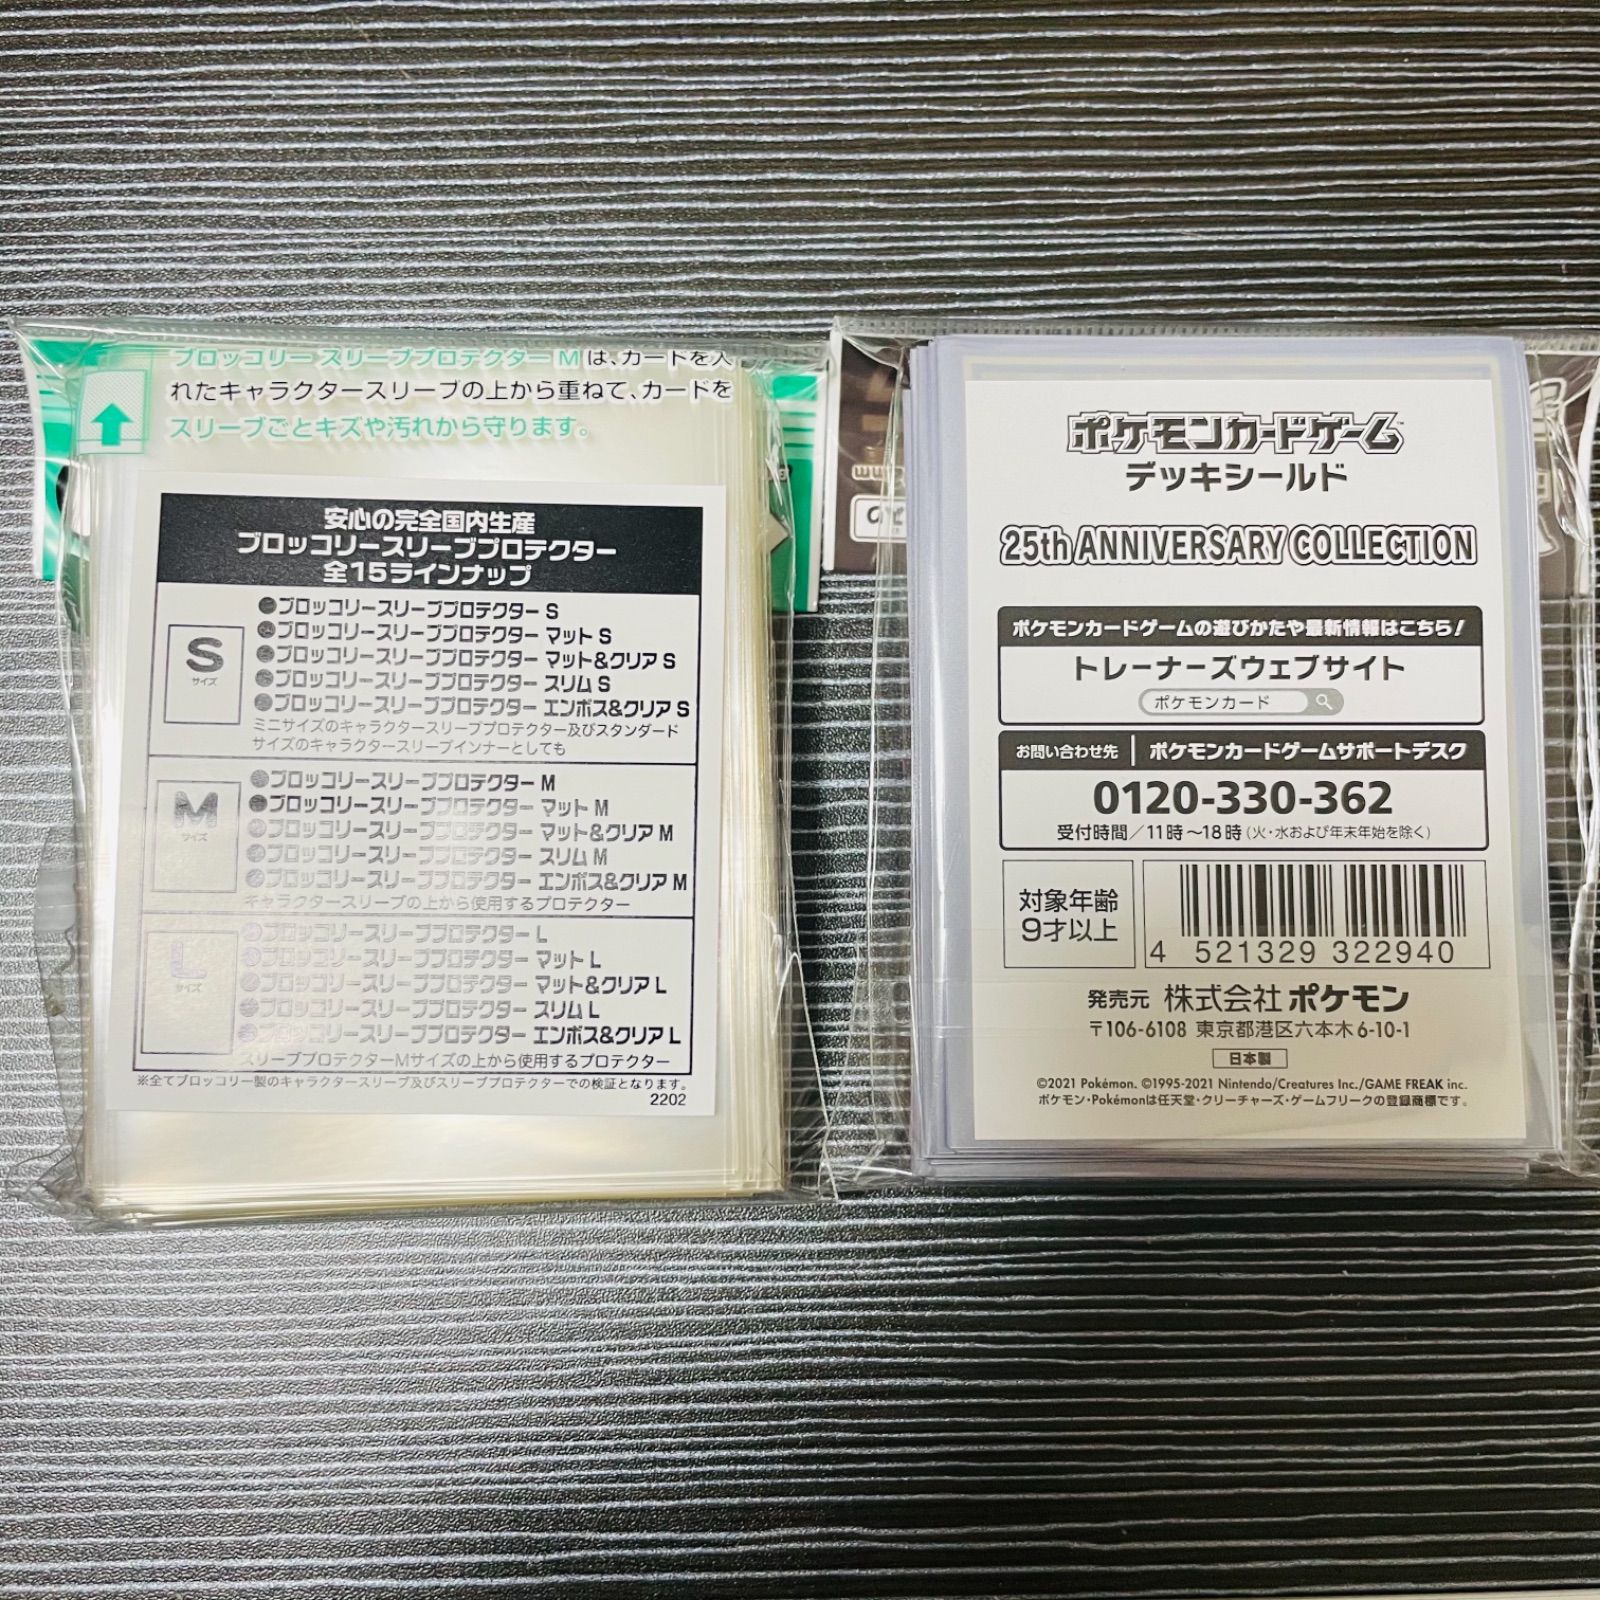 ブロッコリー スリーブプロテクター M は、カードを入
れたキャラクタースリーブの上から重ねて、カードを
スリーブごとキズや汚れから守ります。
安心の完全国内生産
ブロッコリースリーブプロテクター
全15ラインナップ
S
サイズ
●ブロッコリースリーブプロテクター S
●ブロッコリースリーブプロテクター マット S
●ブロッコリースリーブプロテクター マット&クリア S
●ブロッコリースリーブプロテクター スリム S
●ブロッコリースリーブプロテクター エンボス&クリア S
ミニサイズのキャラクタースリーブプロテクター及びスタンダード
サイズのキャラクタースリーブインナーとしても
M
サイズ
●ブロッコリースリーブプロテクター M
●ブロッコリースリーブプロテクター マット M
●ブロッコリースリーブプロテクター マット&クリア M
●ブロッコリースリーブプロテクター スリム M
●ブロッコリースリーブプロテクター エンボス&クリア M
キャラクタースリーブの上から使用するプロテクター
L
サイズ
●ブロッコリースリーブプロテクター L
●ブロッコリースリーブプロテクター マット L
●ブロッコリースリーブプロテクター マット&クリア L
●ブロッコリースリーブプロテクター スリム L
●ブロッコリースリーブプロテクター エンボス&クリア L
スリーブプロテクターMサイズの上から使用するプロテクター
※全てブロッコリー製のキャラクタースリーブ及びスリーブプロテクターでの検証となります。
2202
ポケモンカードゲーム
デッキシールド
25th ANNIVERSARY COLLECTION
ポケモンカードゲームの遊びかたや最新情報はこちら!
トレーナーズウェブサイト
ポケモンカード
お問い合わせ先 | ポケモンカードゲームサポートデスク
0120-330-362
受付時間/11時~18時(火・水および年末年始を除く)
対象年齢
9才以上
4 521329 322940
発売元 株式会社 ポケモン
〒106-6108 東京都港区六本木6-10-1
日本製
©2021 Pokémon. ©1995-2021 Nintendo/Creatures Inc./GAME FREAK inc.
ポケモン・Pokémonは任天堂・クリーチャーズ・ゲームフリークの登録商標です。